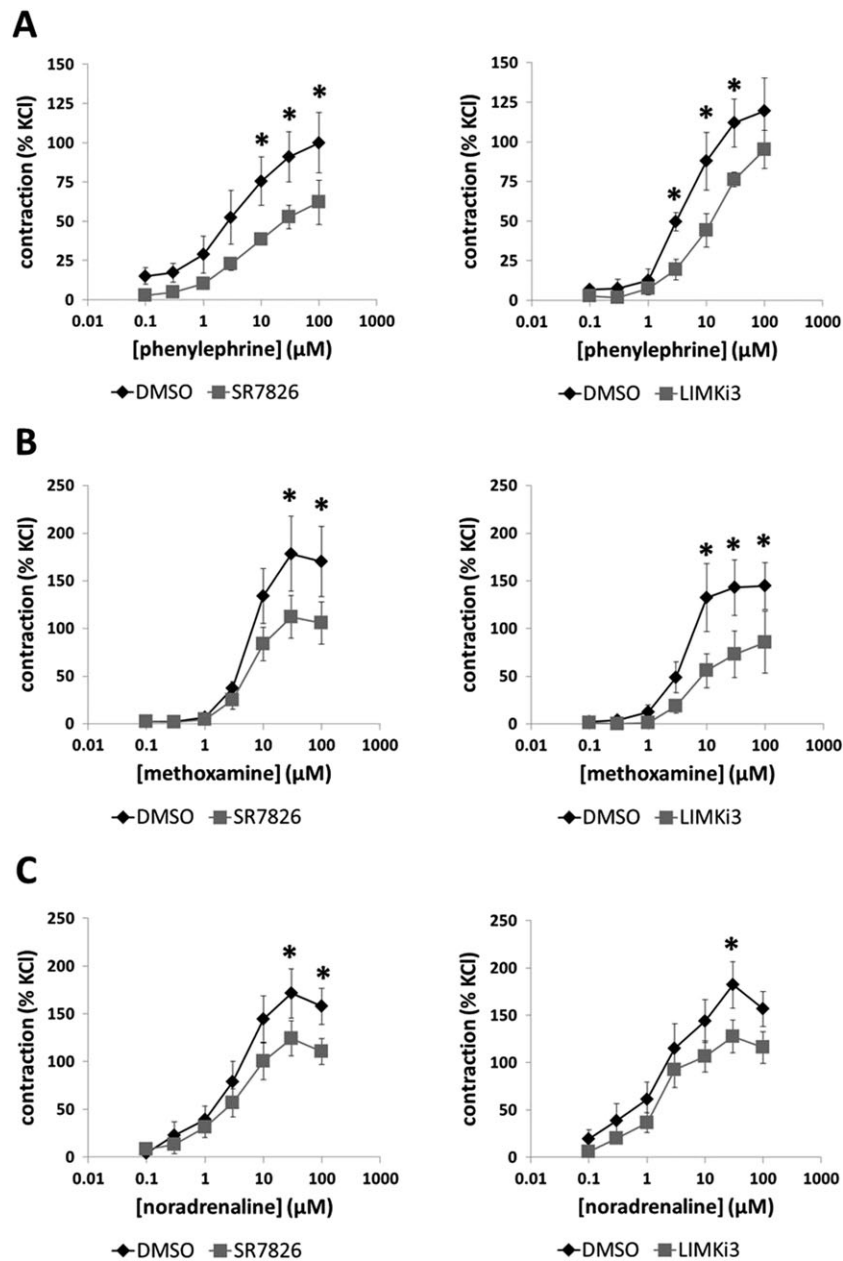 A
150
125
100
75
50
25
0
contraction (% KCl)
* * *
0.01 0.1 1 10 100 1000
[phenylephrine] (µM)
DMSO SR7826
150
125
100
75
50
25
0
contraction (% KCl)
* * *
0.01 0.1 1 10 100 1000
[phenylephrine] (µM)
DMSO LIMKi3
B
250
200
150
100
50
0
contraction (% KCl)
* *
0.01 0.1 1 10 100 1000
[methoxamine] (µM)
DMSO SR7826
250
200
150
100
50
0
contraction (% KCl)
* * *
0.01 0.1 1 10 100 1000
[methoxamine] (µM)
DMSO LIMKi3
C
250
200
150
100
50
0
contraction (% KCl)
* *
0.01 0.1 1 10 100 1000
[noradrenaline] (µM)
DMSO SR7826
250
200
150
100
50
0
contraction (% KCl)
*
0.01 0.1 1 10 100 1000
[noradrenaline] (µM)
DMSO LIMKi3